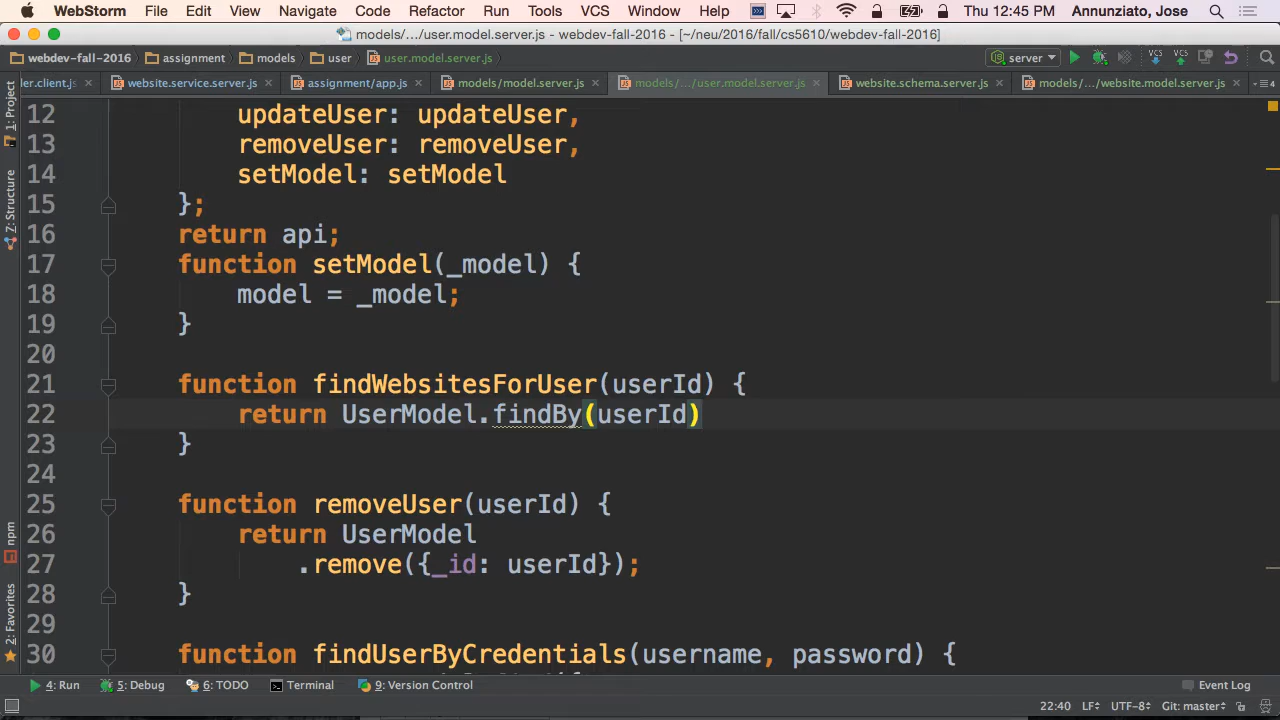 WebStorm File Edit View Navigate Code Refactor Run Tools VCS Window Help Thu 12:45 PM Annunziato, Jose
models/.../user.model.server.js - webdev-fall-2016 - [~/neu/2016/fall/cs5610/webdev-fall-2016]
webdev-fall-2016 assignment models user user.model.server.js server VCS VCS
er.client.js website.service.server.js assignment/app.js models/model.server.js models/.../user.model.server.js website.schema.server.js models/.../website.model.server.js 4
1: Project
7: Structure
npm
2: Favorites
12 updateUser: updateUser,
13 removeUser: removeUser,
14 setModel: setModel
15 };
16 return api;
17 function setModel(_model) {
18 model = _model;
19 }
20
21 function findWebsitesForUser(userId) {
22 return UserModel.findBy(userId)
23 }
24
25 function removeUser(userId) {
26 return UserModel
27 .remove({_id: userId});
28 }
29
30 function findUserByCredentials(username, password) {
4: Run 5: Debug 6: TODO Terminal 9: Version Control Event Log
22:40 LF UTF-8 Git: master